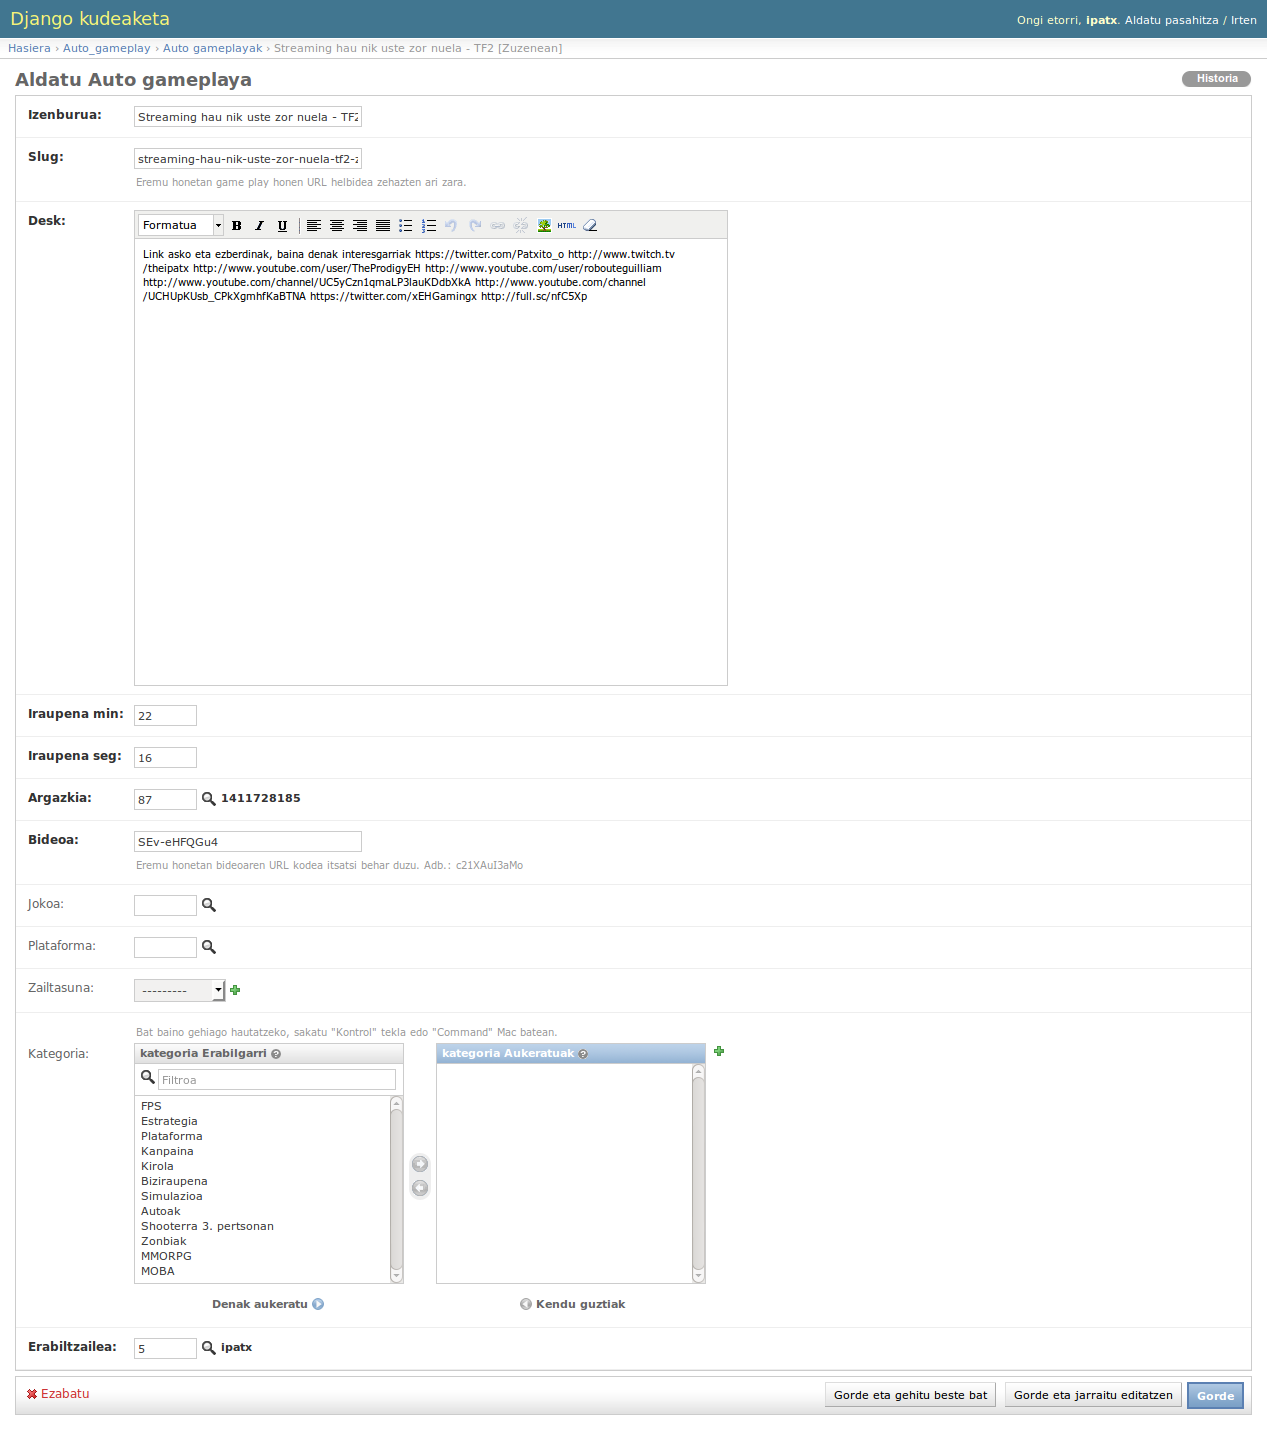 Django kudeaketa
Ongi etorri, ipatx. Aldatu pasahitza / Irten
Hasiera › Auto_gameplay › Auto gameplayak › Streaming hau nik uste zor nuela - TF2 [Zuzenean]
Aldatu Auto gameplaya
Historia
Izenburua: Streaming hau nik uste zor nuela - TF2
Slug: streaming-hau-nik-uste-zor-nuela-tf2-z
Eremu honetan game play honen URL helbidea zehazten ari zara.
Desk: Formatua B I U HTML
Link asko eta ezberdinak, baina denak interesgarriak https://twitter.com/Patxito_o http://www.twitch.tv
/theipatx http://www.youtube.com/user/TheProdigyEH http://www.youtube.com/user/robouteguilliam
http://www.youtube.com/channel/UC5yCzn1qmaLP3lauKDdbXkA http://www.youtube.com/channel
/UCHUpKUsb_CPkXgmhfKaBTNA https://twitter.com/xEHGamingx http://full.sc/nfC5Xp
Iraupena min: 22
Iraupena seg: 16
Argazkia: 87 1411728185
Bideoa: SEv-eHFQGu4
Eremu honetan bideoaren URL kodea itsatsi behar duzu. Adb.: c21XAuI3aMo
Jokoa:
Plataforma:
Zailtasuna: ---------
Bat baino gehiago hautatzeko, sakatu "Kontrol" tekla edo "Command" Mac batean.
Kategoria: kategoria Erabilgarri ? kategoria Aukeratuak ?
Filtroa
FPS
Estrategia
Plataforma
Kanpaina
Kirola
Biziraupena
Simulazioa
Autoak
Shooterra 3. pertsonan
Zonbiak
MMORPG
MOBA
Denak aukeratu Kendu guztiak
Erabiltzailea: 5 ipatx
Ezabatu
Gorde eta gehitu beste bat Gorde eta jarraitu editatzen Gorde